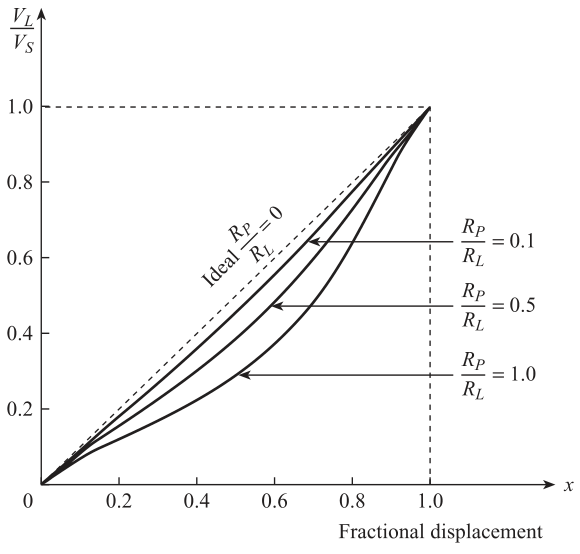 V_L
V_S
1.0
0.8
0.6
0.4
0.2
0
0.2
0.4
0.6
0.8
1.0
x
Fractional displacement
Ideal R_P/R_L = 0
R_P/R_L = 0.1
R_P/R_L = 0.5
R_P/R_L = 1.0